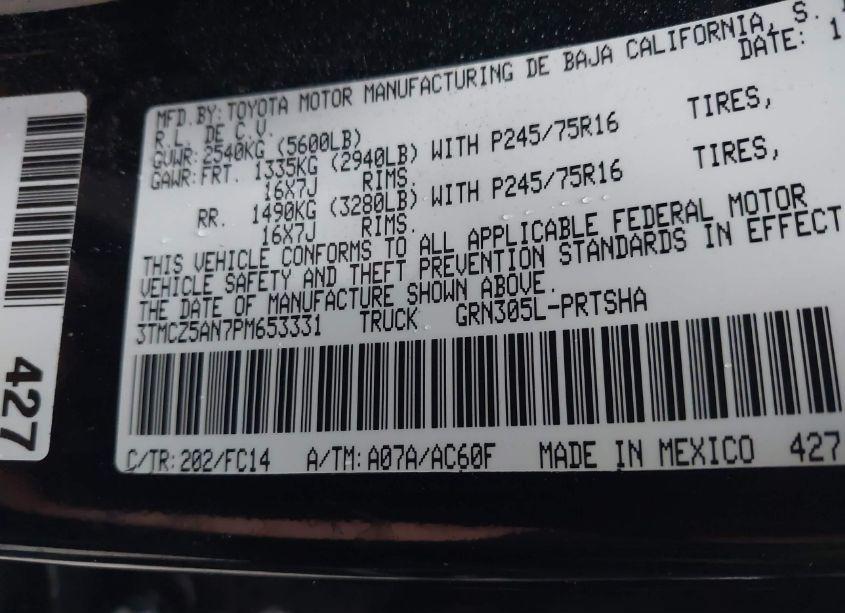 MFD.BY:TOYOTA MOTOR MANUFACTURING DE BAJA CALIFORNIA, S.
R.L. DE C.V. DATE: 1
GVWR:2540KG (5600LB)
GAWR:FRT. 1335KG (2940LB) WITH P245/75R16 TIRES,
16X7J RIMS.
RR. 1490KG (3280LB) WITH P245/75R16 TIRES,
16X7J RIMS.
THIS VEHICLE CONFORMS TO ALL APPLICABLE FEDERAL MOTOR
VEHICLE SAFETY AND THEFT PREVENTION STANDARDS IN EFFECT
THE DATE OF MANUFACTURE SHOWN ABOVE.
3TMCZ5AN7PM653331 TRUCK GRN305L-PRTSHA
C/TR:202/FC14 A/TM:A07A/AC60F MADE IN MEXICO 427
427